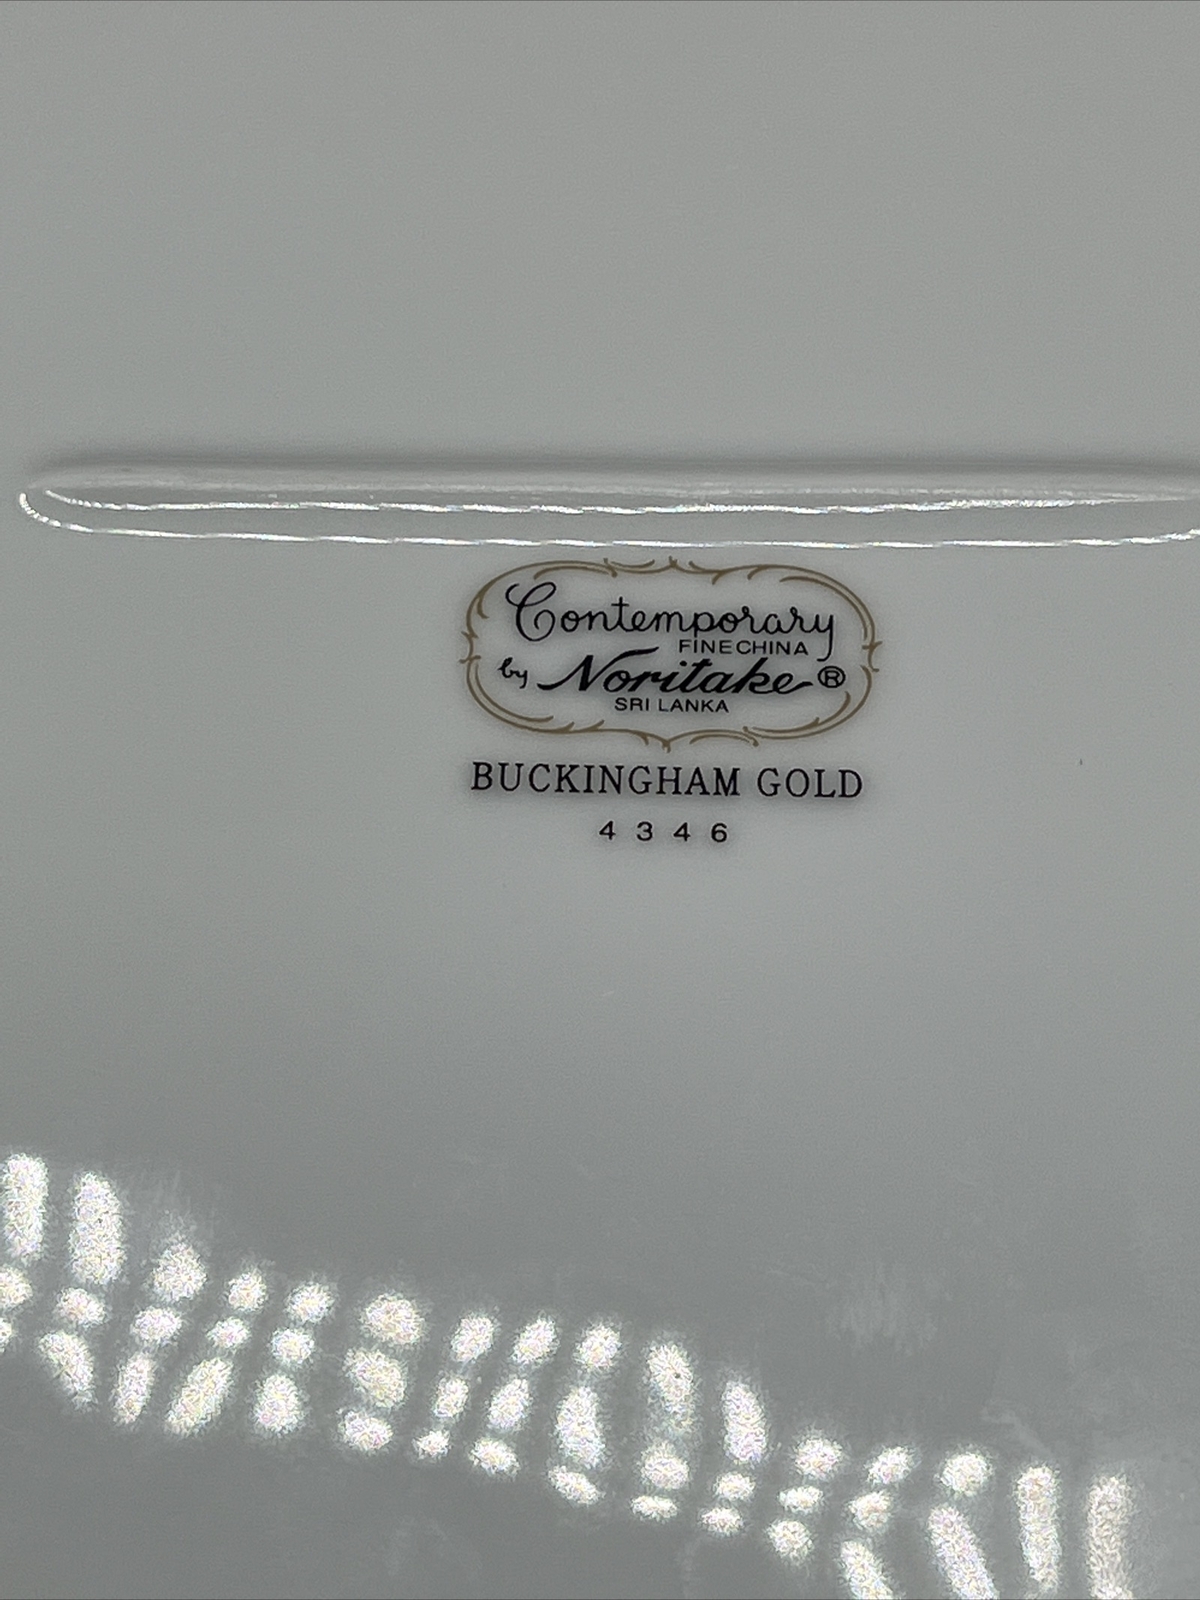 Contemporary
FINE CHINA
by Noritake ®
SRI LANKA
BUCKINGHAM GOLD
4346